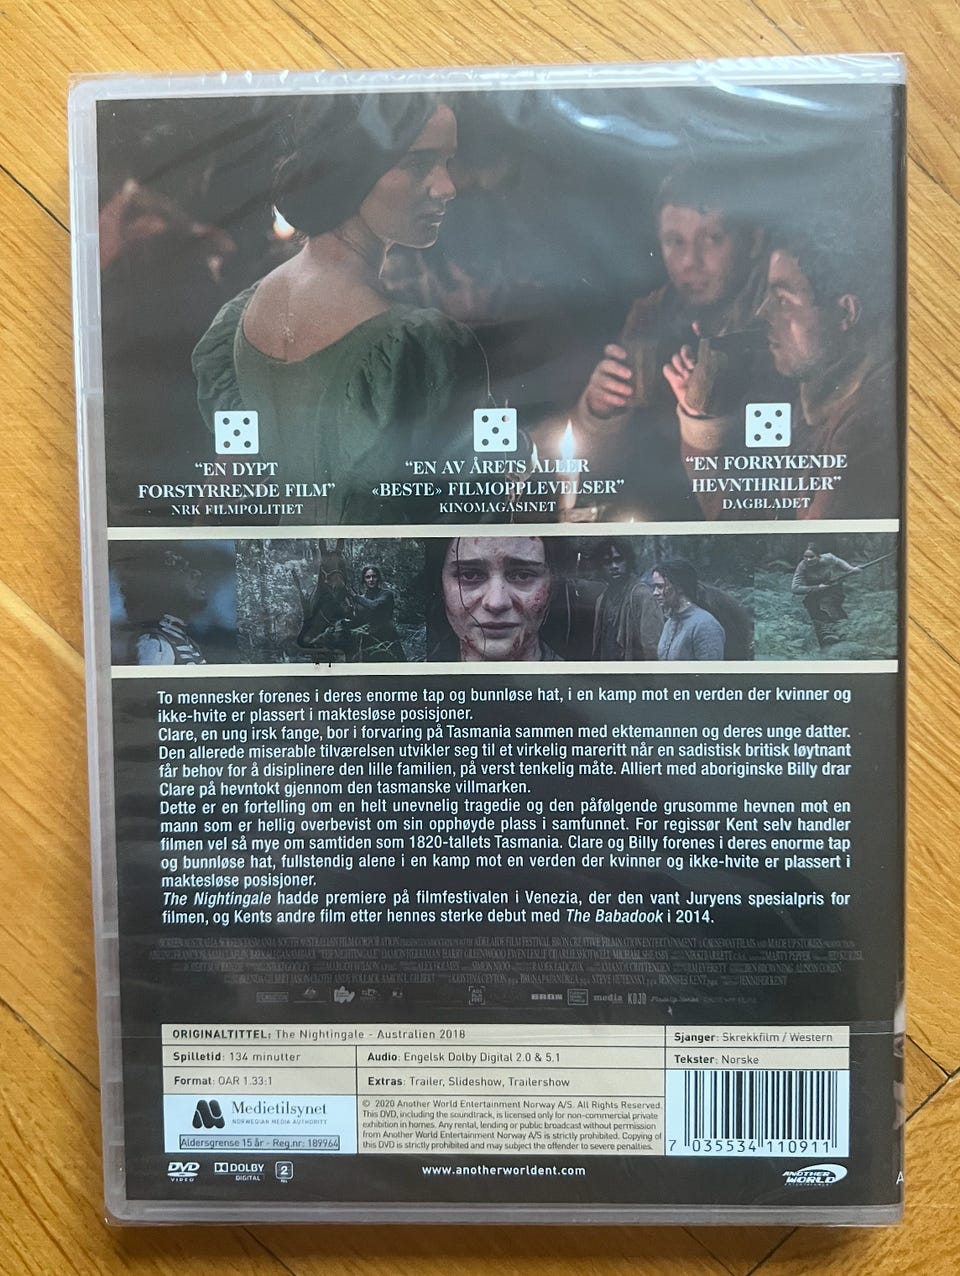 “EN DYPT
FORSTYRRENDE FILM”
NRK FILMPOLITIET
“EN AV ÅRETS ALLER
«BESTE» FILMOPPLEVELSER”
KINOMAGASINET
“EN FORRYKENDE
HEVNTHRILLER”
DAGBLADET
To mennesker forenes i deres enorme tap og bunnløse hat, i en kamp mot en verden der kvinner og
ikke-hvite er plassert i maktesløse posisjoner.
Clare, en ung irsk fange, bor i forvaring på Tasmania sammen med ektemannen og deres unge datter.
Den allerede miserable tilværelsen utvikler seg til et virkelig mareritt når en sadistisk britisk løytnant
får behov for å disiplinere den lille familien, på verst tenkelig måte. Alliert med aboriginske Billy drar
Clare på hevntokt gjennom den tasmanske villmarken.
Dette er en fortelling om en helt unevnelig tragedie og den påfølgende grusomme hevnen mot en
mann som er hellig overbevist om sin opphøyde plass i samfunnet. For regissør Kent selv handler
filmen vel så mye om samtiden som 1820-tallets Tasmania. Clare og Billy forenes i deres enorme tap
og bunnløse hat, fullstendig alene i en kamp mot en verden der kvinner og ikke-hvite er plassert i
maktesløse posisjoner.
The Nightingale hadde premiere på filmfestivalen i Venezia, der den vant Juryens spesialpris for
filmen, og Kents andre film etter hennes sterke debut med The Babadook i 2014.
ORIGINALTITTEL: The Nightingale - Australien 2018
Spilletid: 134 minutter
Audio: Engelsk Dolby Digital 2.0 & 5.1
Format: OAR 1.33:1
Extras: Trailer, Slideshow, Trailershow
Sjanger: Skrekkfilm / Western
Tekster: Norske
Medietilsynet
NORWEGIAN MEDIA AUTHORITY
Aldersgrense 15 år - Reg.nr: 189964
© 2020 Another World Entertainment Norway A/S. All Rights Reserved.
This DVD, including the soundtrack, is licensed only for non-commercial private
exhibition in homes. Any rental, lending or public broadcast without permission
from Another World Entertainment Norway A/S is strictly prohibited. Copying of
this DVD is strictly prohibited and may subject the offender to severe penalties.
7 035534 110911
DVD
VIDEO
DOLBY
DIGITAL
2
www.anotherworldent.com
ANOTHER
WORLD
ENTERTAINMENT